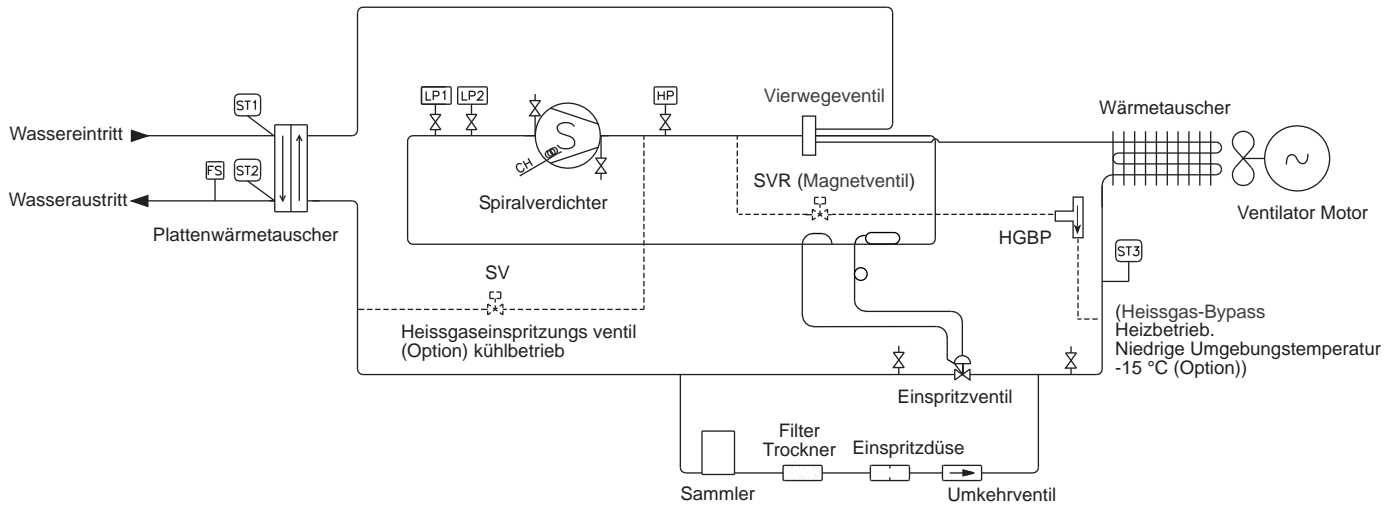 ST1
LP1
LP2
HP
Vierwegeventil
Wärmetauscher
Wassereintritt
S
CH
FS
ST2
SVR (Magnetventil)
Wasseraustritt
Spiralverdichter
Ventilator Motor
Plattenwärmetauscher
HGBP
ST3
SV
Heissgaseinspritzungs ventil
(Option) kühlbetrieb
(Heissgas-Bypass
Heizbetrieb.
Niedrige Umgebungstemperatur
-15 °C (Option))
Einspritzventil
Filter
Trockner
Einspritzdüse
Sammler
Umkehrventil